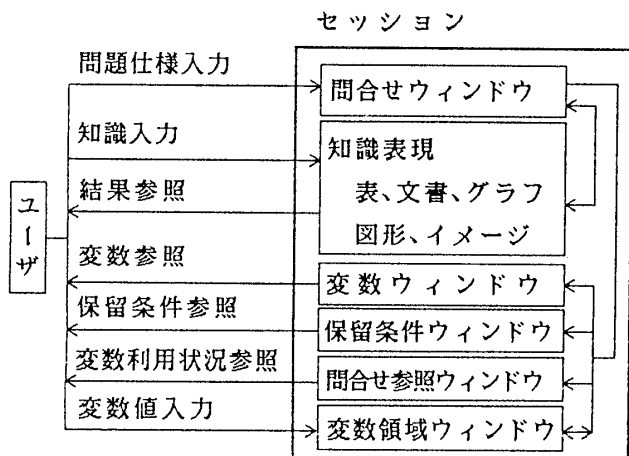 セッション
問題仕様入力
問合せウィンドウ
知識入力
知識表現
表、文書、グラフ
図形、イメージ
結果参照
ユーザ
変数参照
変数ウィンドウ
保留条件参照
保留条件ウィンドウ
変数利用状況参照
問合せ参照ウィンドウ
変数値入力
変数領域ウィンドウ